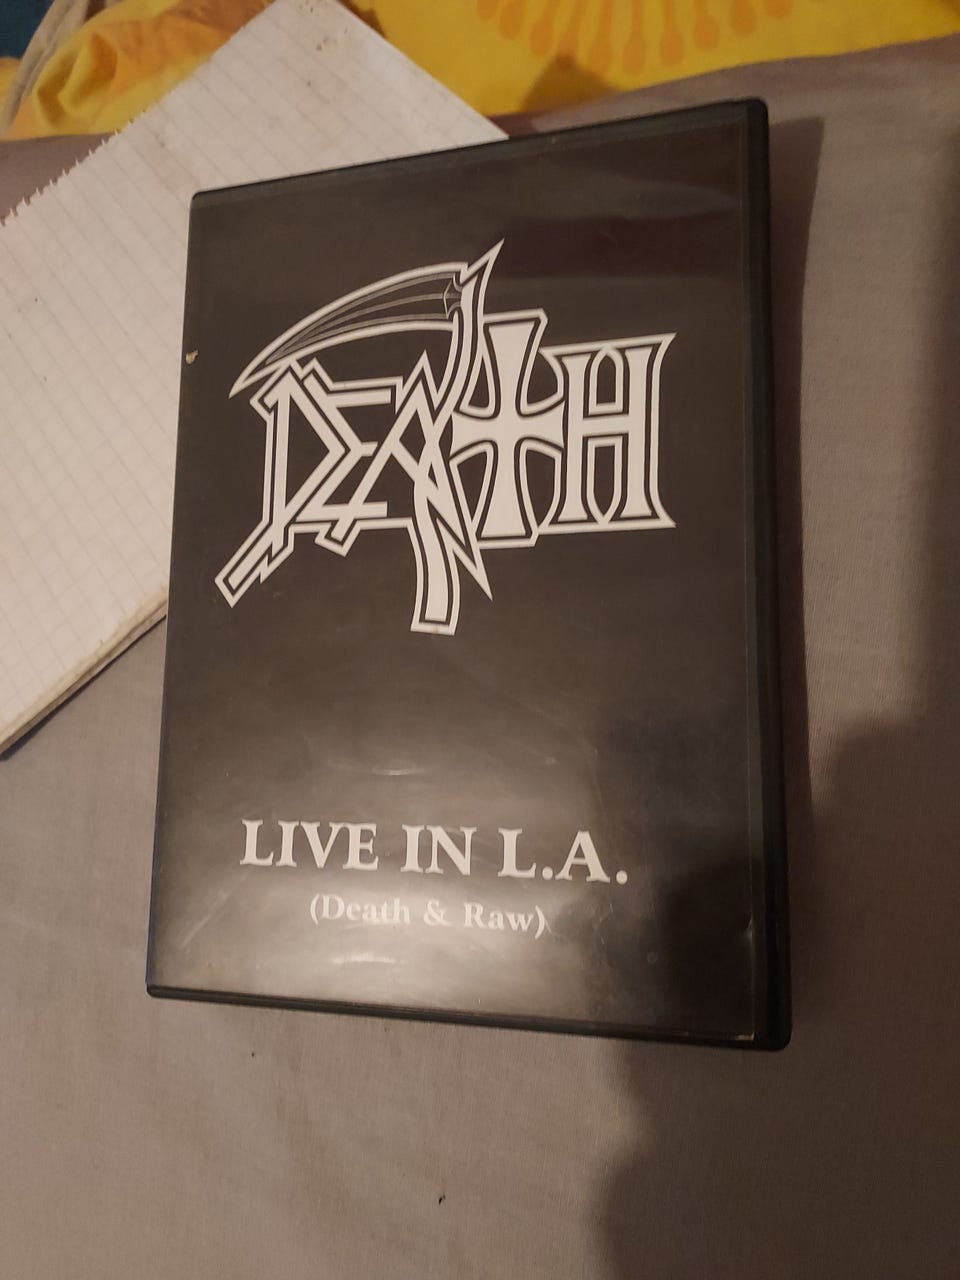 DEATH
LIVE IN L.A.
(Death & Raw)